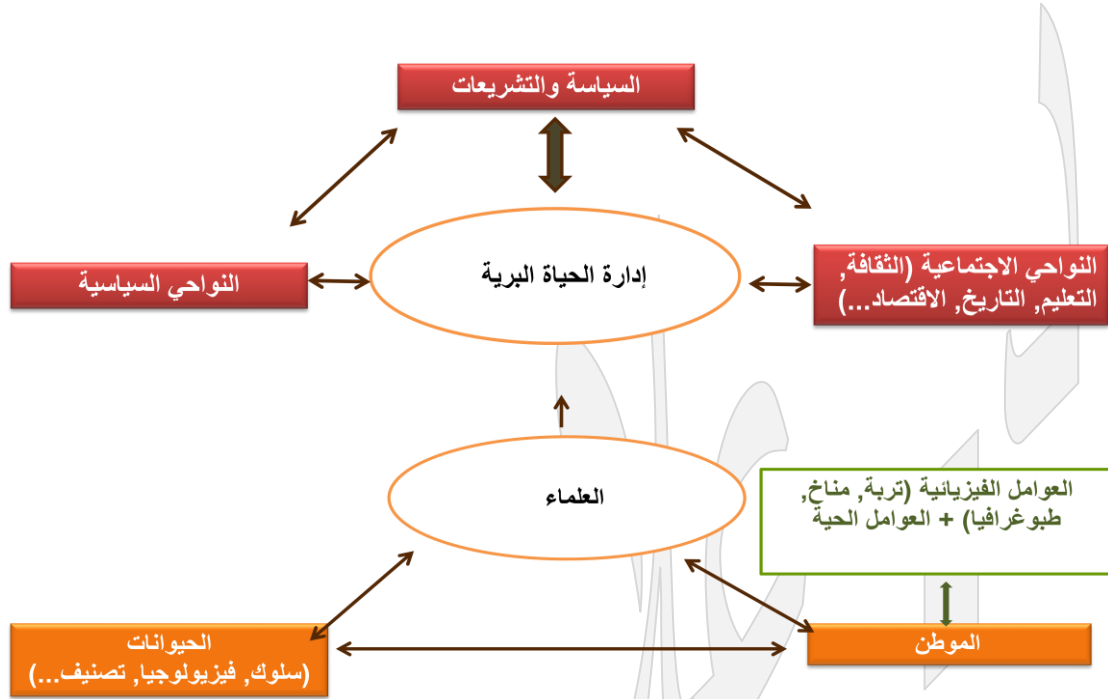 السياسة والتشريعات
النواحي الاجتماعية (الثقافة,
التعليم, التاريخ, الاقتصاد...)
إدارة الحياة البرية
النواحي السياسية
العلماء
العوامل الفيزيائية (تربة, مناخ,
طبوغرافيا) + العوامل الحية
الموطن
الحيوانات
(سلوك, فيزيولوجيا, تصنيف...)